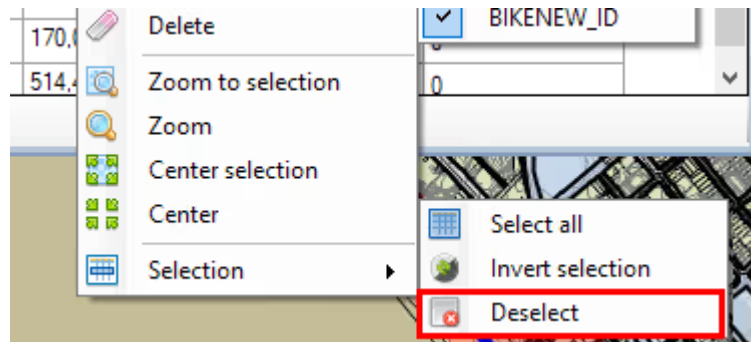 Delete
BIKENEW_ID
170,
514,
0
Zoom to selection
Zoom
Center selection
Center
Selection
Select all
Invert selection
Deselect